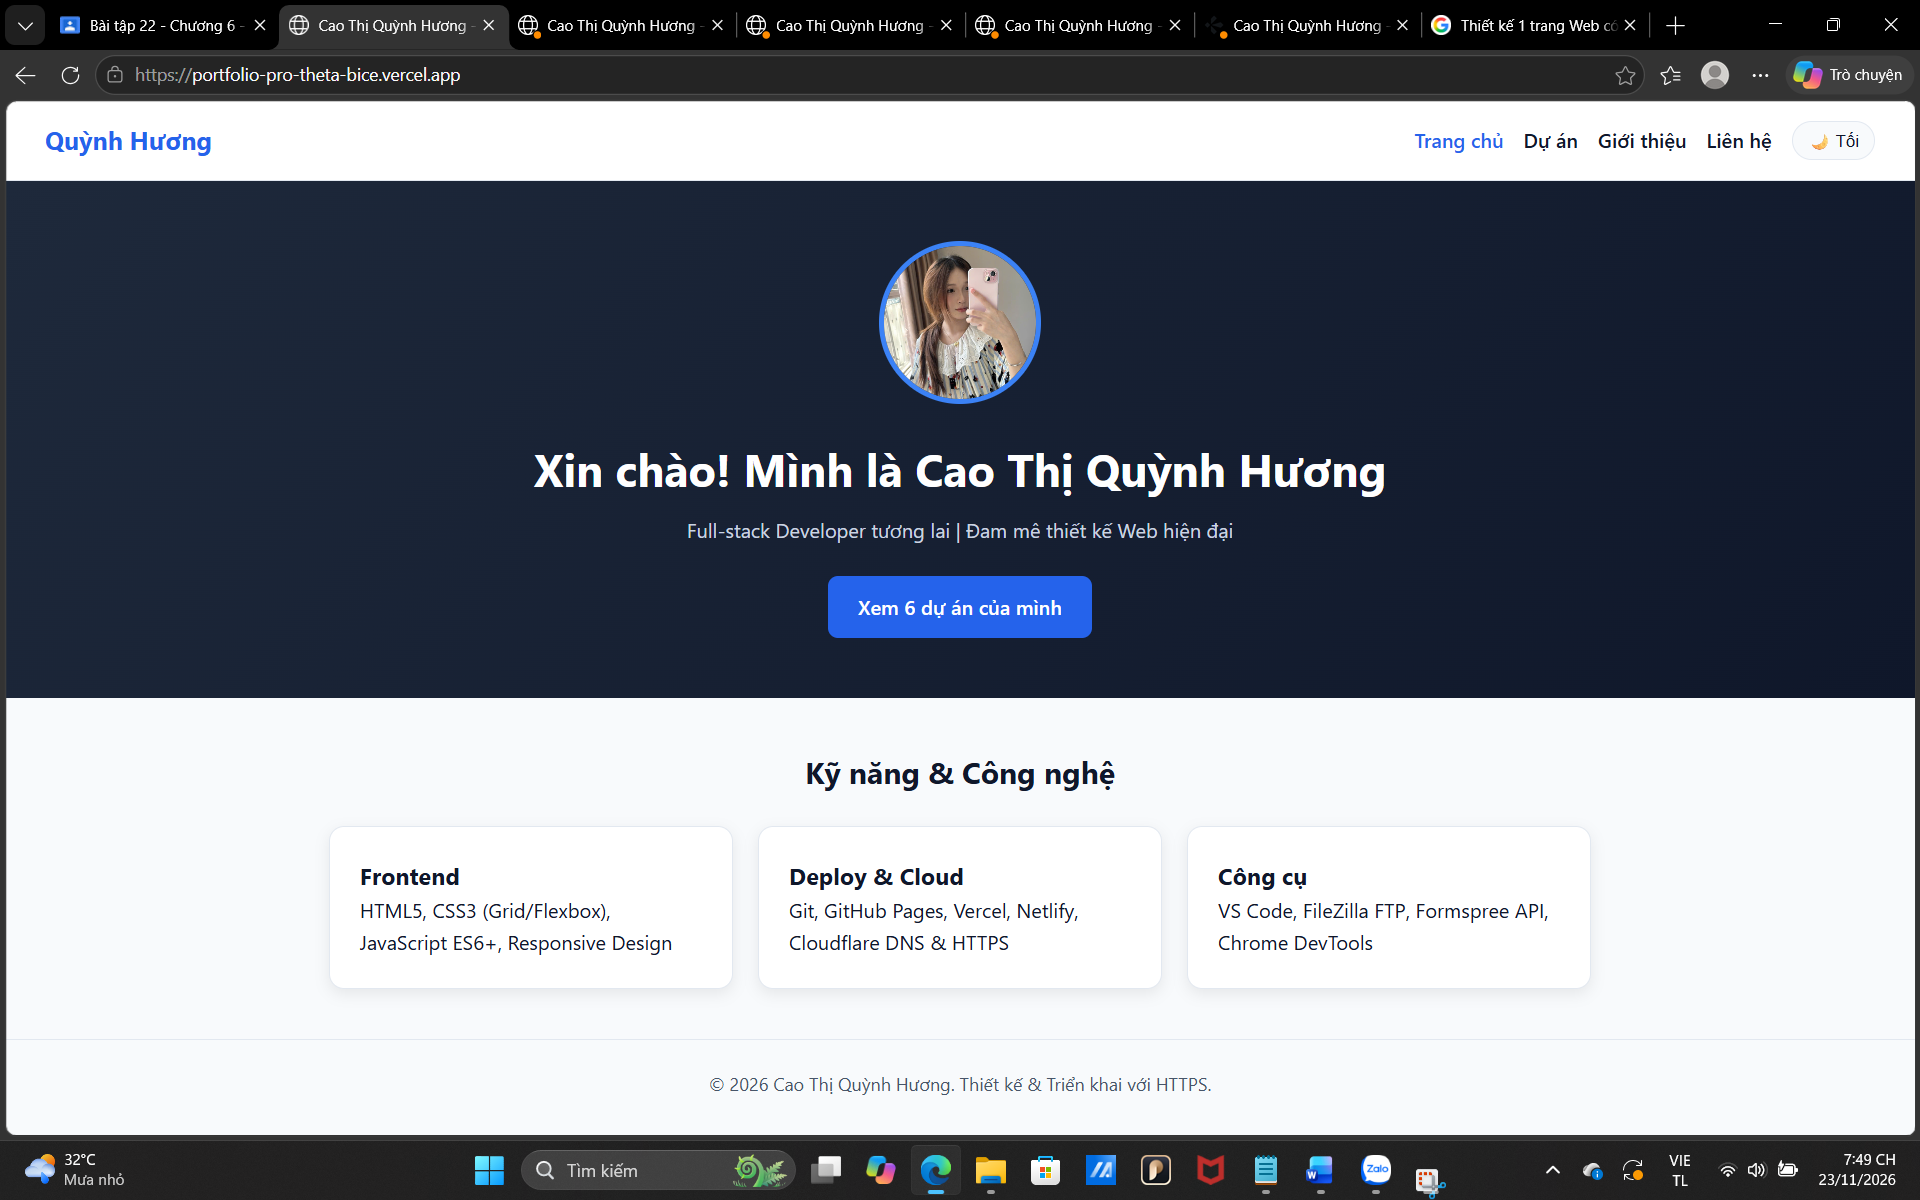 Bài tập 22 - Chương 6 -
Cao Thị Quỳnh Hương -
Cao Thị Quỳnh Hương -
Cao Thị Quỳnh Hương -
Cao Thị Quỳnh Hương -
Cao Thị Quỳnh Hương -
Thiết kế 1 trang Web có
https://portfolio-pro-theta-bice.vercel.app
Trò chuyện
Quỳnh Hương
Trang chủ Dự án Giới thiệu Liên hệ 🌙 Tối
Xin chào! Mình là Cao Thị Quỳnh Hương
Full-stack Developer tương lai | Đam mê thiết kế Web hiện đại
Xem 6 dự án của mình
Kỹ năng & Công nghệ
Frontend
HTML5, CSS3 (Grid/Flexbox),
JavaScript ES6+, Responsive Design
Deploy & Cloud
Git, GitHub Pages, Vercel, Netlify,
Cloudflare DNS & HTTPS
Công cụ
VS Code, FileZilla FTP, Formspree API,
Chrome DevTools
© 2026 Cao Thị Quỳnh Hương. Thiết kế & Triển khai với HTTPS.
32°C
Mưa nhỏ
Tìm kiếm
Zalo
VIE
TL
7:49 CH
23/11/2026